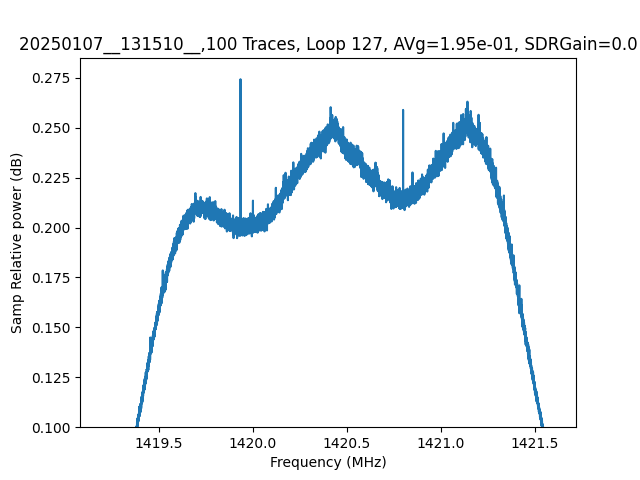 20250107__131510__,100 Traces, Loop 127, AVg=1.95e-01, SDRGain=0.0
0.275
0.250
0.225
0.200
0.175
0.150
0.125
0.100
Samp Relative power (dB)
1419.5 1420.0 1420.5 1421.0 1421.5
Frequency (MHz)